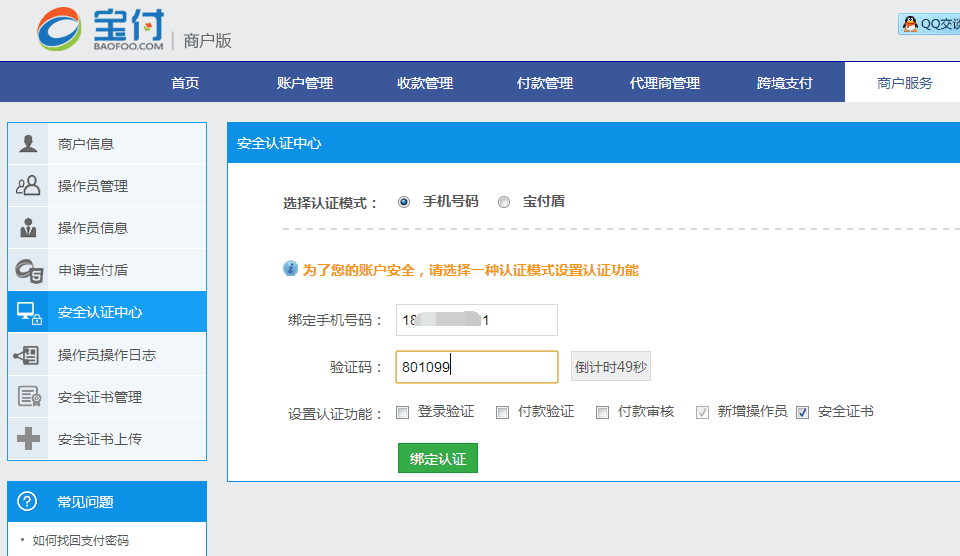 宝付
BAOFOO.COM
商户版
QQ交谈
首页 账户管理 收款管理 付款管理 代理商管理 跨境支付 商户服务
商户信息
操作员管理
操作员信息
申请宝付盾
安全认证中心
操作员操作日志
安全证书管理
安全证书上传
常见问题
如何找回支付密码
安全认证中心
选择认证模式： 手机号码 宝付盾
为了您的账户安全，请选择一种认证模式设置认证功能
绑定手机号码： 18 1
验证码： 801099 倒计时49秒
设置认证功能： 登录验证 付款验证 付款审核 新增操作员 安全证书
绑定认证